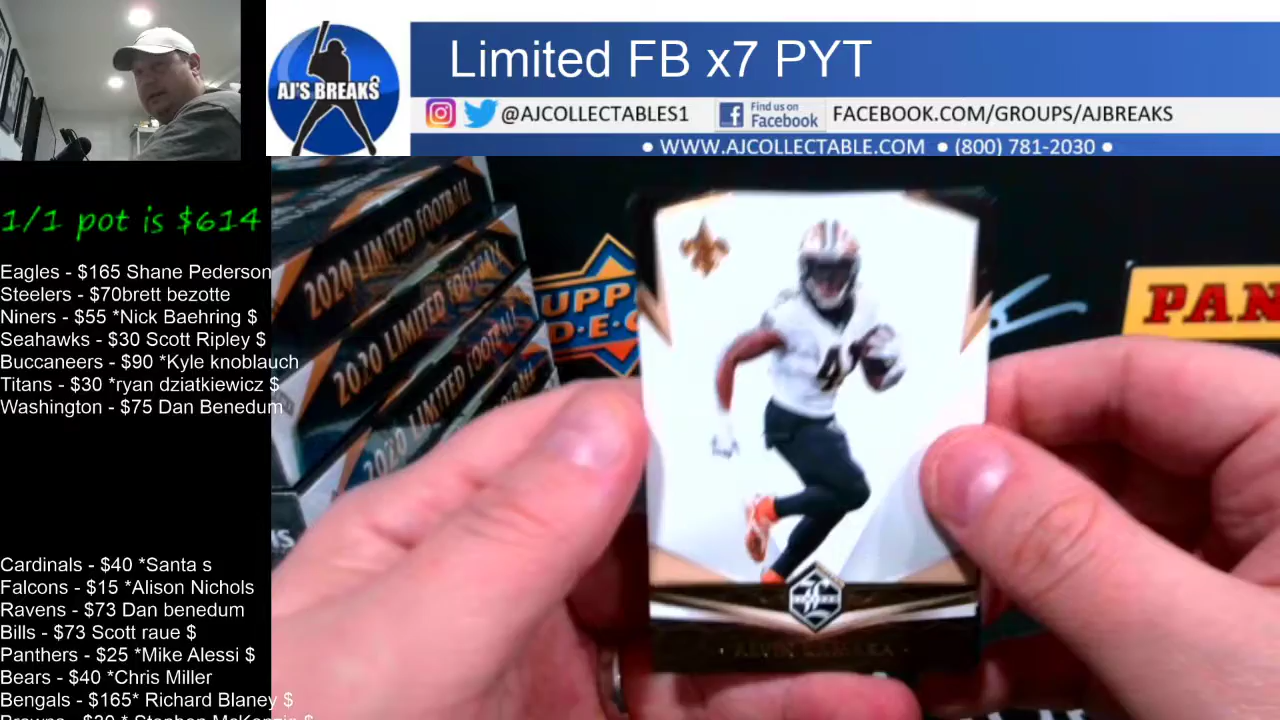 Limited FB x7 PYT
AJ'S BREAKS
@AJCOLLECTABLES1
Find us on
Facebook
FACEBOOK.COM/GROUPS/AJBREAKS
• WWW.AJCOLLECTABLE.COM • (800) 781-2030 •
1/1 pot is $614
Eagles - $165 Shane Pederson
Steelers - $70brett bezotte
Niners - $55 *Nick Baehring $
Seahawks - $30 Scott Ripley $
Buccaneers - $90 *Kyle knoblauch
Titans - $30 *ryan dziatkiewicz $
Washington - $75 Dan Benedum
Cardinals - $40 *Santa s
Falcons - $15 *Alison Nichols
Ravens - $73 Dan benedum
Bills - $73 Scott raue $
Panthers - $25 *Mike Alessi $
Bears - $40 *Chris Miller
Bengals - $165* Richard Blaney $
2020 LIMITED FOOTBALL
2020 LIMITED FOOTBALL
2020 LIMITED FOOTBALL
UPP
D·E·C
PAN
ALVIN KAMARA